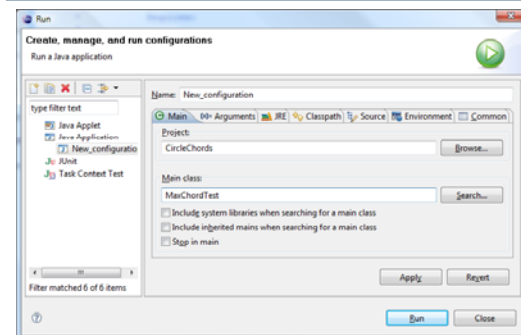 Run
Create, manage, and run configurations
Run a Java application
type filter text
Java Applet
Java Application
New_configuratio
JUnit
Task Context Test
Filter matched 6 of 6 items
Name: New_configuration
Main Arguments JRE Classpath Source Environment Common
Project:
CircleChords Browse...
Main class:
MaxChordTest Search...
Include system libraries when searching for a main class
Include inherited mains when searching for a main class
Stop in main
Apply Revert
Run Close